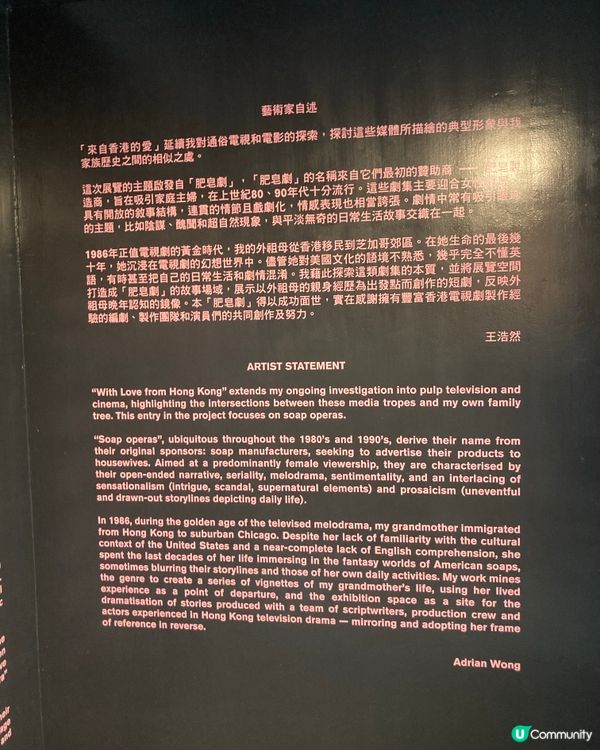 藝術家自述
「來自香港的愛」延續我對通俗電視和電影的探索，探討這些媒體所描繪的典型形象與我
家族歷史之間的相似之處。
這次展覽的主題啟發自「肥皂劇」，「肥皂劇」的名稱來自它們最初的贊助商 ——
造商，旨在吸引家庭主婦，在上世紀80、90年代十分流行。這些劇集主要迎合女性
具有開放的敘事結構，連貫的情節且戲劇化，情感表現也相當誇張。劇情中常有吸引眼球
的主題，比如陰謀、醜聞和超自然現象，與平淡無奇的日常生活故事交織在一起。
1986年正值電視劇的黃金時代，我的外祖母從香港移民到芝加哥郊區。在她生命的最後幾
十年，她沉浸在電視劇的幻想世界中。儘管她對美國文化的語境不熟悉，幾乎完全不懂英
語，有時甚至把自己的日常生活和劇情混淆。我藉此探索這類劇集的本質，並將展覽空間
打造成「肥皂劇」的故事場域，展示以外祖母的親身經歷為出發點而創作的短劇，反映外
祖母晚年認知的鏡像。本「肥皂劇」得以成功面世，實在感謝擁有豐富香港電視劇製作經
驗的編劇、製作團隊和演員們的共同創作及努力。
王浩然
ARTIST STATEMENT
“With Love from Hong Kong” extends my ongoing investigation into pulp television and
cinema, highlighting the intersections between these media tropes and my own family
tree. This entry in the project focuses on soap operas.
“Soap operas”, ubiquitous throughout the 1980’s and 1990’s, derive their name from
their original sponsors: soap manufacturers, seeking to advertise their products to
housewives. Aimed at a predominantly female viewership, they are characterised by
their open-ended narrative, seriality, melodrama, sentimentality, and an interlacing of
sensationalism (intrigue, scandal, supernatural elements) and prosaicism (uneventful
and drawn-out storylines depicting daily life).
In 1986, during the golden age of the televised melodrama, my grandmother immigrated
from Hong Kong to suburban Chicago. Despite her lack of familiarity with the cultural
context of the United States and a near-complete lack of English comprehension, she
spent the last decades of her life immersing in the fantasy worlds of American soaps,
sometimes blurring their storylines and those of her own daily activities. My work mines
the genre to create a series of vignettes of my grandmother’s life, using her lived
experience as a point of departure, and the exhibition space as a site for the
dramatisation of stories produced with a team of scriptwriters, production crew and
actors experienced in Hong Kong television drama — mirroring and adopting her frame
of reference in reverse.
Adrian Wong
U Community